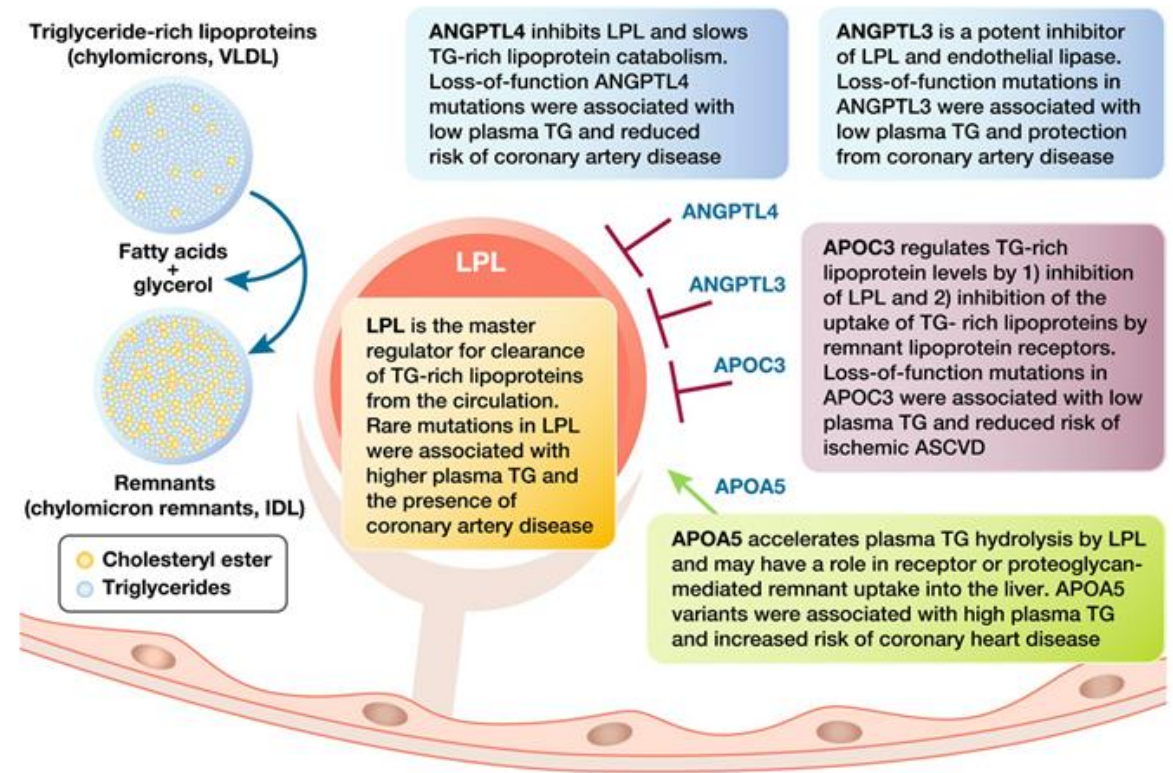 Triglyceride-rich lipoproteins
(chylomicrons, VLDL)
Fatty acids
+
glycerol
Remnants
(chylomicron remnants, IDL)
Cholesteryl ester
Triglycerides
ANGPTL4 inhibits LPL and slows
TG-rich lipoprotein catabolism.
Loss-of-function ANGPTL4
mutations were associated with
low plasma TG and reduced
risk of coronary artery disease
ANGPTL3 is a potent inhibitor
of LPL and endothelial lipase.
Loss-of-function mutations in
ANGPTL3 were associated with
low plasma TG and protection
from coronary artery disease
LPL
LPL is the master
regulator for clearance
of TG-rich lipoproteins
from the circulation.
Rare mutations in LPL
were associated with
higher plasma TG and
the presence of
coronary artery disease
ANGPTL4
ANGPTL3
APOC3
APOA5
APOC3 regulates TG-rich
lipoprotein levels by 1) inhibition
of LPL and 2) inhibition of the
uptake of TG- rich lipoproteins by
remnant lipoprotein receptors.
Loss-of-function mutations in
APOC3 were associated with low
plasma TG and reduced risk of
ischemic ASCVD
APOA5 accelerates plasma TG hydrolysis by LPL
and may have a role in receptor or proteoglycan-
mediated remnant uptake into the liver. APOA5
variants were associated with high plasma TG
and increased risk of coronary heart disease